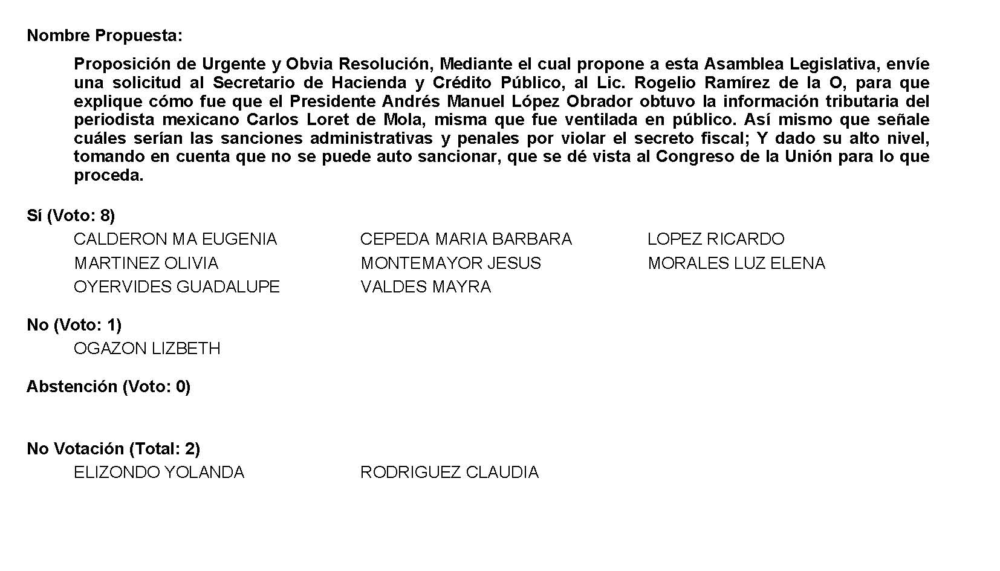 Nombre Propuesta:
Proposición de Urgente y Obvia Resolución, Mediante el cual propone a esta Asamblea Legislativa, envíe
una solicitud al Secretario de Hacienda y Crédito Público, al Lic. Rogelio Ramírez de la O, para que
explique cómo fue que el Presidente Andrés Manuel López Obrador obtuvo la información tributaria del
periodista mexicano Carlos Loret de Mola, misma que fue ventilada en público. Así mismo que señale
cuáles serían las sanciones administrativas y penales por violar el secreto fiscal; Y dado su alto nivel,
tomando en cuenta que no se puede auto sancionar, que se dé vista al Congreso de la Unión para lo que
proceda.
Sí (Voto: 8)
CALDERON MA EUGENIA CEPEDA MARIA BARBARA LOPEZ RICARDO
MARTINEZ OLIVIA MONTEMAYOR JESUS MORALES LUZ ELENA
OYERVIDES GUADALUPE VALDES MAYRA
No (Voto: 1)
OGAZON LIZBETH
Abstención (Voto: 0)
No Votación (Total: 2)
ELIZONDO YOLANDA RODRIGUEZ CLAUDIA